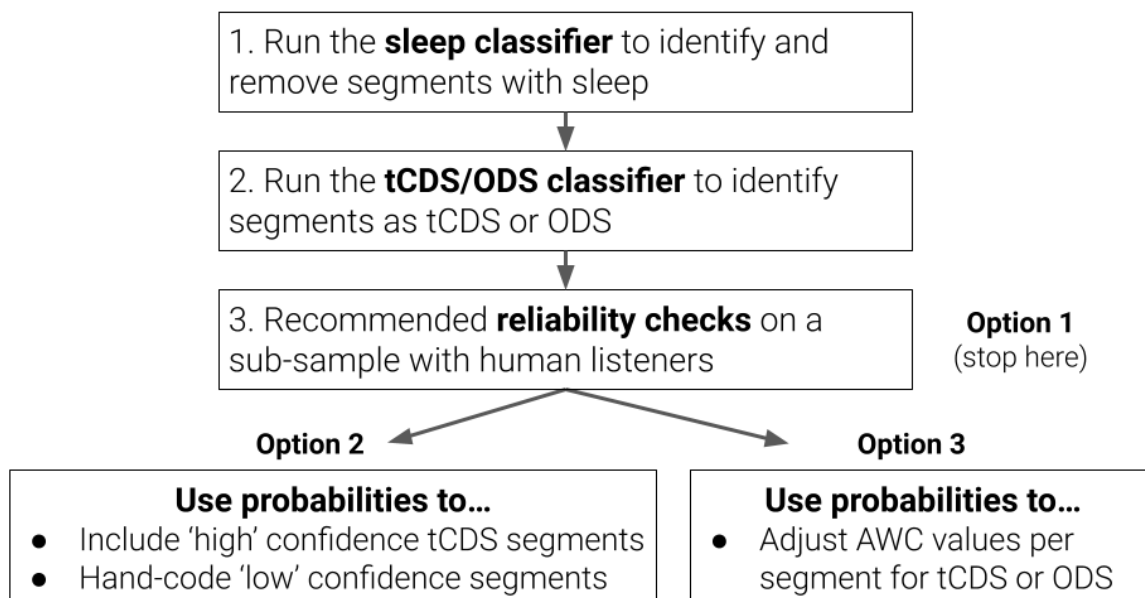 1. Run the sleep classifier to identify and
remove segments with sleep
2. Run the tCDS/ODS classifier to identify
segments as tCDS or ODS
3. Recommended reliability checks on a
sub-sample with human listeners
Option 1
(stop here)
Option 2
Use probabilities to…
● Include ‘high’ confidence tCDS segments
● Hand-code ‘low’ confidence segments
Option 3
Use probabilities to…
● Adjust AWC values per
segment for tCDS or ODS